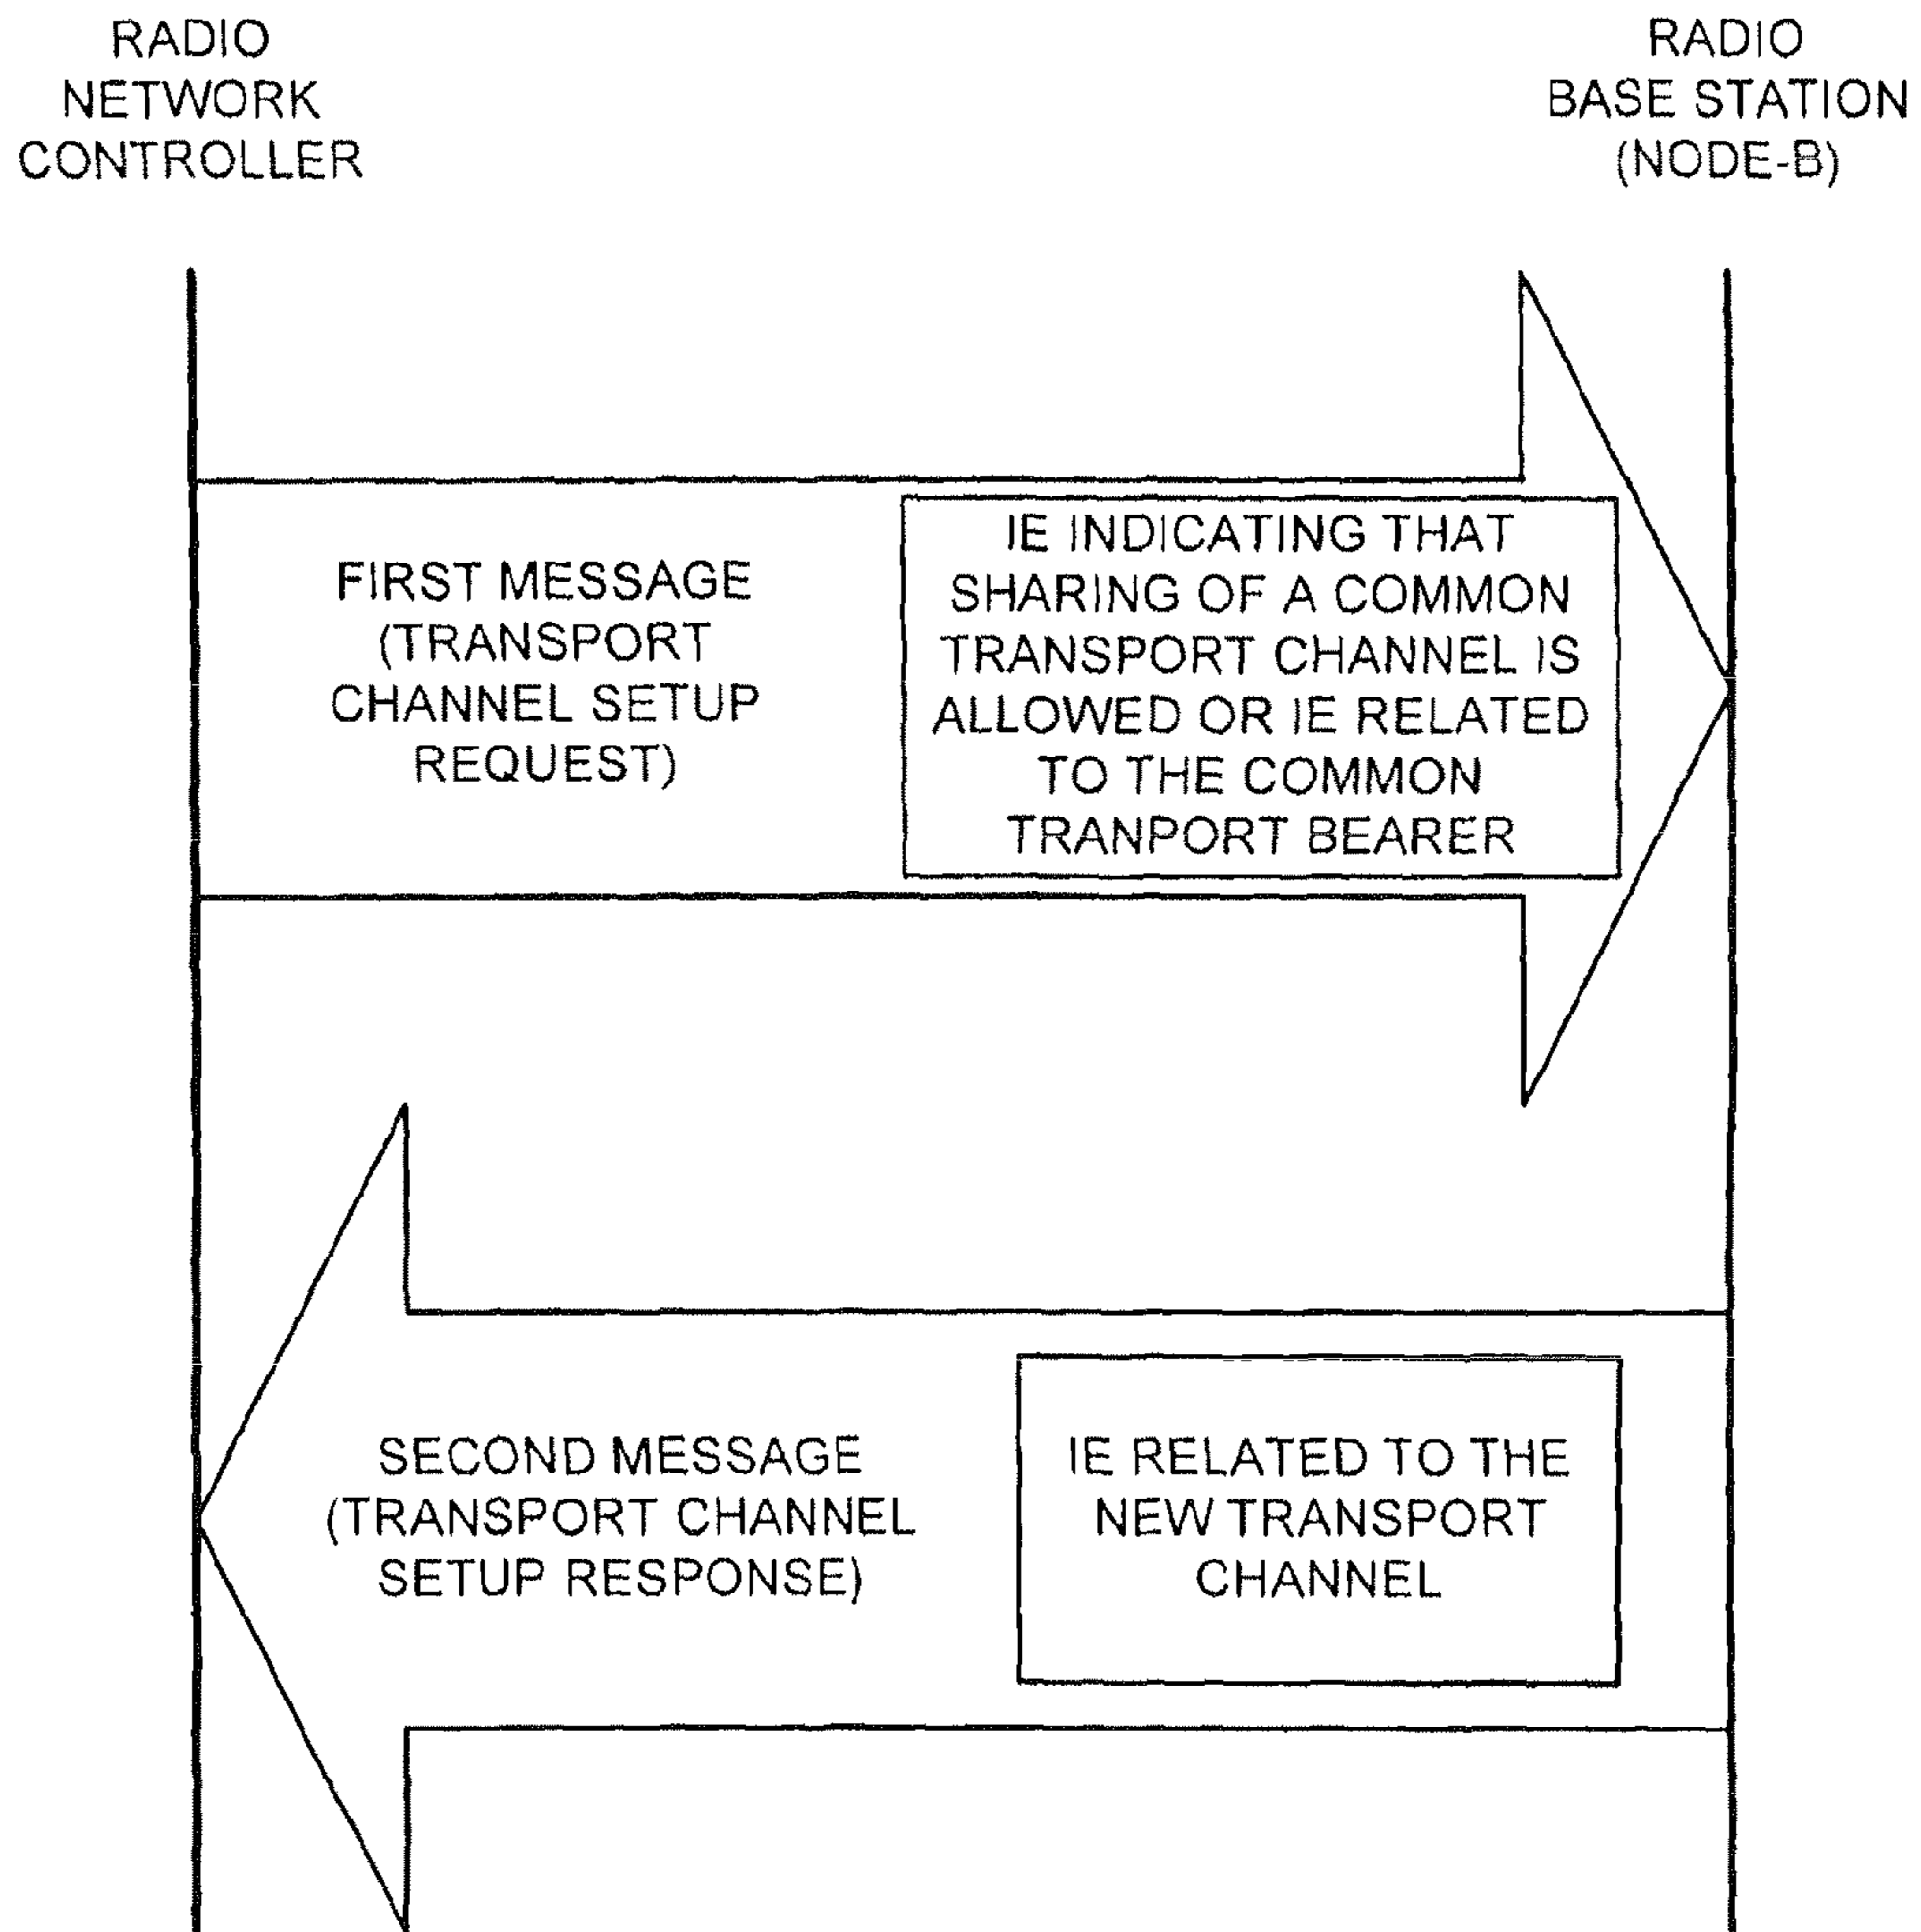 RADIO
NETWORK
CONTROLLER
RADIO
BASE STATION
(NODE-B)
FIRST MESSAGE
(TRANSPORT
CHANNEL SETUP
REQUEST)
IE INDICATING THAT
SHARING OF A COMMON
TRANSPORT CHANNEL IS
ALLOWED OR IE RELATED
TO THE COMMON
TRANPORT BEARER
SECOND MESSAGE
(TRANSPORT CHANNEL
SETUP RESPONSE)
IE RELATED TO THE
NEW TRANSPORT
CHANNEL